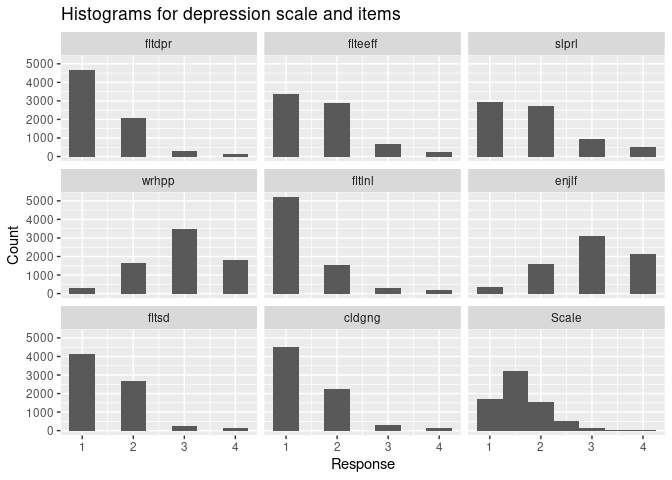 Histograms for depression scale and items
fltdpr flteeff slprl
5000
4000
3000
2000
1000
0
wrhpp fltlnl enjlf
5000
4000
3000
2000
1000
0
Count
fltsd cldgng Scale
5000
4000
3000
2000
1000
0
1 2 3 4 1 2 3 4 1 2 3 4
Response